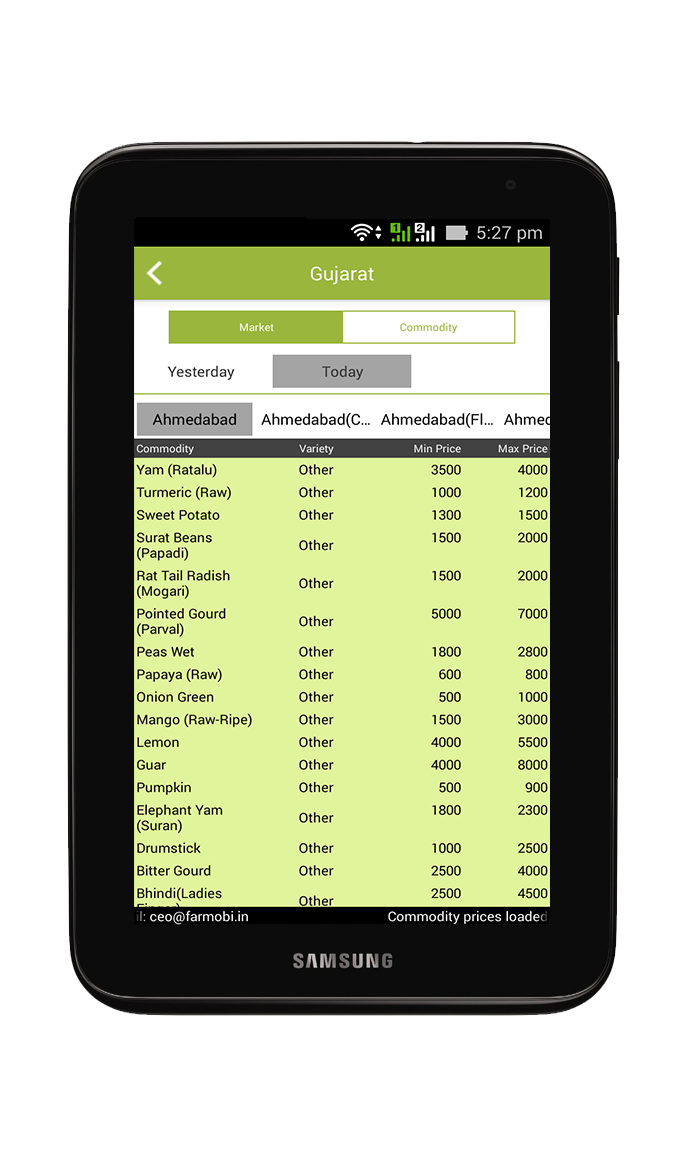 1 2 5:27 pm
Gujarat
Market Commodity
Yesterday Today
Ahmedabad Ahmedabad(C... Ahmedabad(Fl... Ahmed
Commodity Variety Min Price Max Price
Yam (Ratalu) Other 3500 4000
Turmeric (Raw) Other 1000 1200
Sweet Potato Other 1300 1500
Surat Beans
(Papadi) Other 1500 2000
Rat Tail Radish
(Mogari) Other 1500 2000
Pointed Gourd
(Parval) Other 5000 7000
Peas Wet Other 1800 2800
Papaya (Raw) Other 600 800
Onion Green Other 500 1000
Mango (Raw-Ripe) Other 1500 3000
Lemon Other 4000 5500
Guar Other 4000 8000
Pumpkin Other 500 900
Elephant Yam
(Suran) Other 1800 2300
Drumstick Other 1000 2500
Bitter Gourd Other 2500 4000
Bhindi(Ladies
Finger) Other 2500 4500
il: ceo@farmobi.in Commodity prices loaded
SAMSUNG